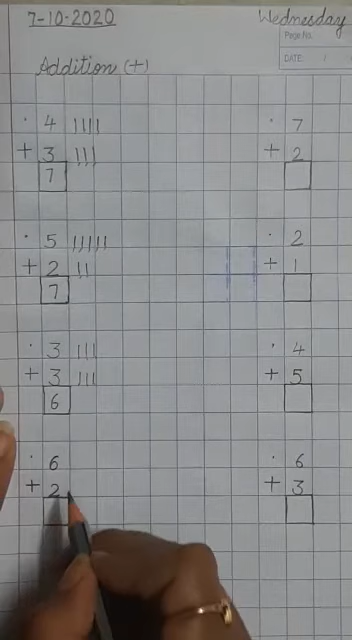 7-10-2020
Wednesday
Page No.
DATE: / /
Addition (+)
· 4 ||||
+ 3 |||
7
· 7
+ 2
· 5 |||||
+ 2 ||
7
· 2
+ 1
· 3 |||
+ 3 |||
6
· 4
+ 5
· 6
+ 2
· 6
+ 3